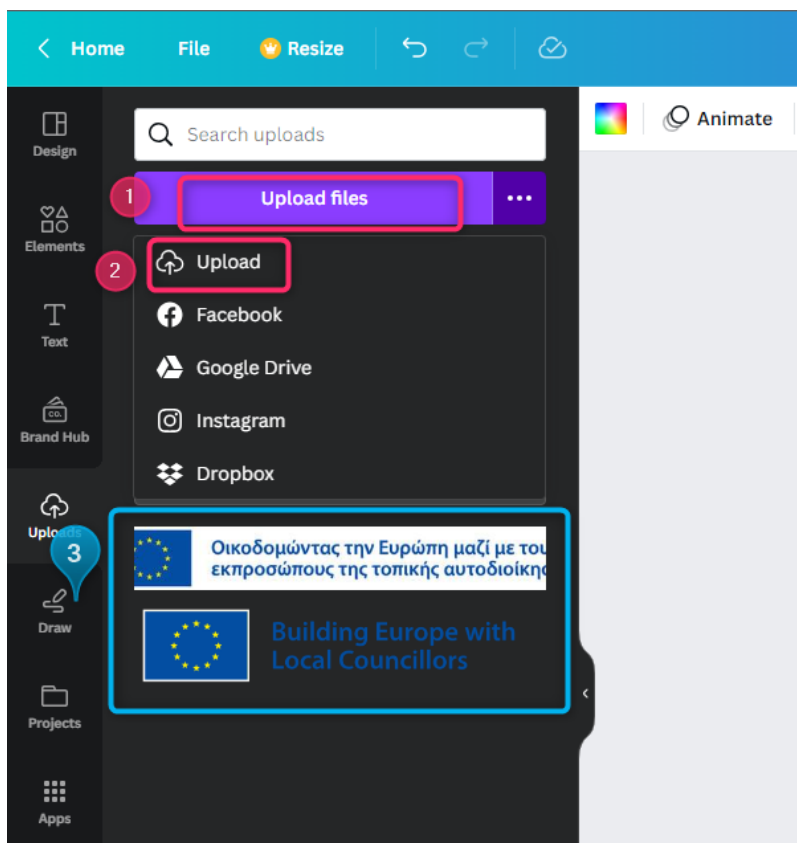 Home File Resize
Design
Search uploads
Animate
1 Upload files
Elements
2 Upload
Facebook
Text
Google Drive
CO.
Brand Hub
Instagram
Dropbox
Uploads
3
Οικοδομώντας την Ευρώπη μαζί με του
εκπροσώπους της τοπικής αυτοδιοίκησ
Draw
Building Europe with
Local Councillors
Projects
Apps